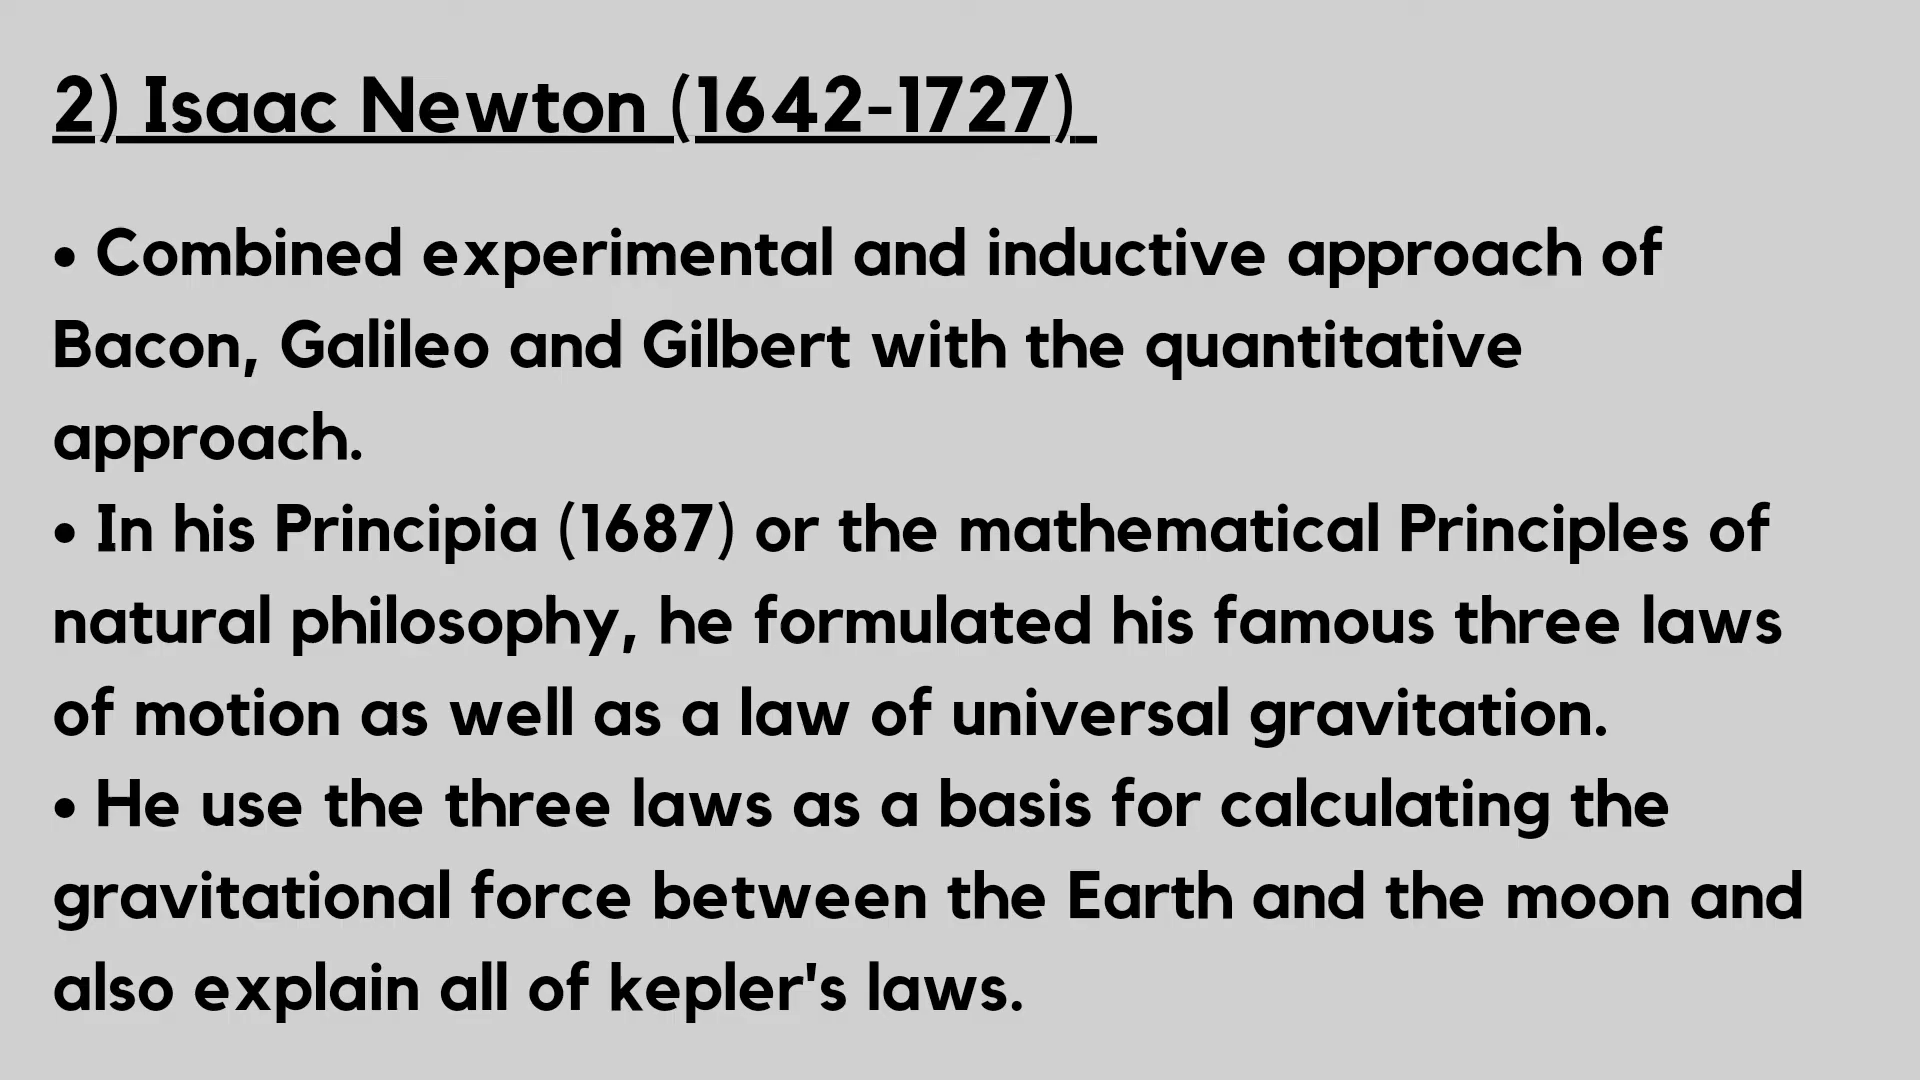 2) Isaac Newton (1642-1727)
• Combined experimental and inductive approach of
Bacon, Galileo and Gilbert with the quantitative
approach.
• In his Principia (1687) or the mathematical Principles of
natural philosophy, he formulated his famous three laws
of motion as well as a law of universal gravitation.
• He use the three laws as a basis for calculating the
gravitational force between the Earth and the moon and
also explain all of kepler's laws.